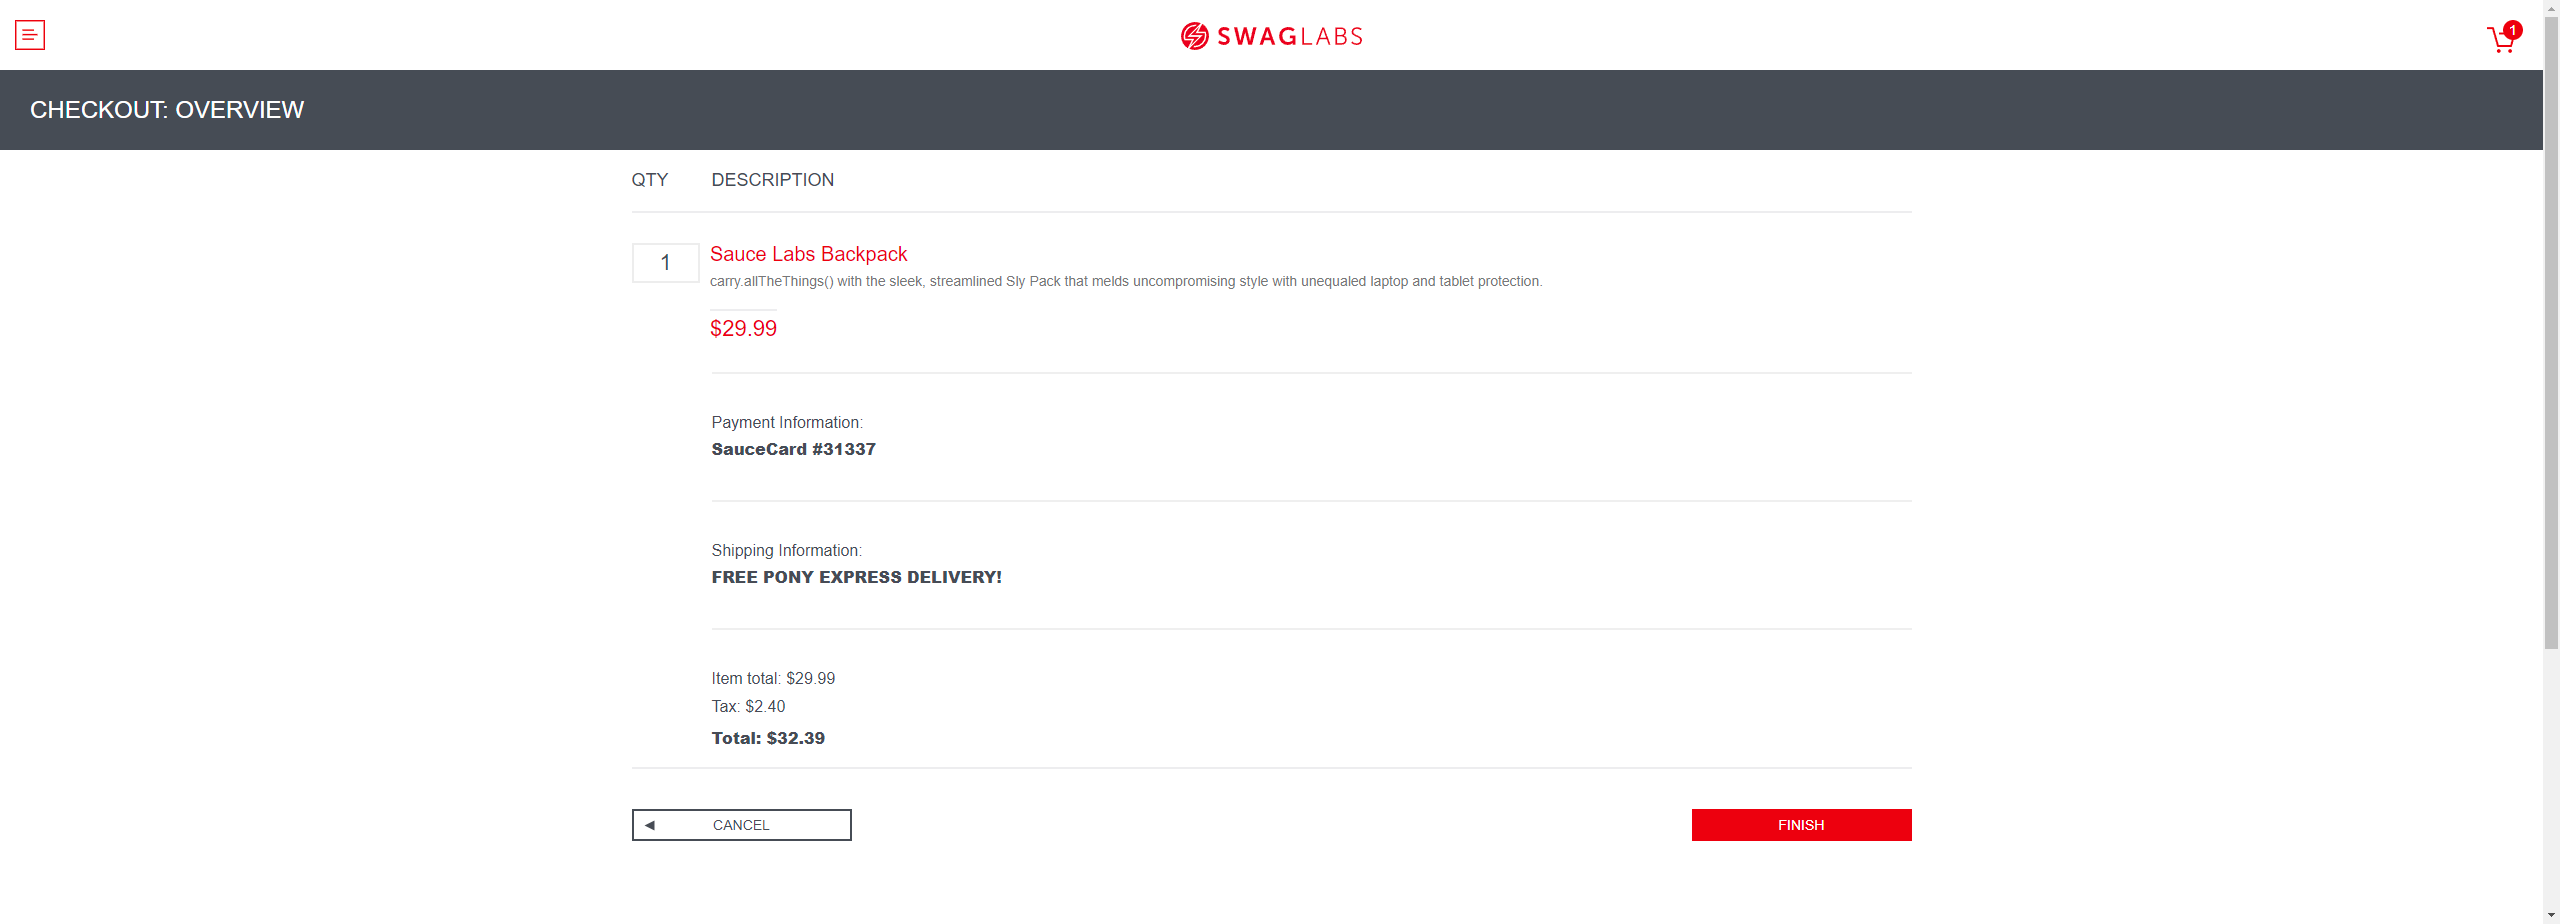 SWAGLABS
1
CHECKOUT: OVERVIEW
QTY DESCRIPTION
1 Sauce Labs Backpack
carry.allTheThings() with the sleek, streamlined Sly Pack that melds uncompromising style with unequaled laptop and tablet protection.
$29.99
Payment Information:
SauceCard #31337
Shipping Information:
FREE PONY EXPRESS DELIVERY!
Item total: $29.99
Tax: $2.40
Total: $32.39
CANCEL FINISH